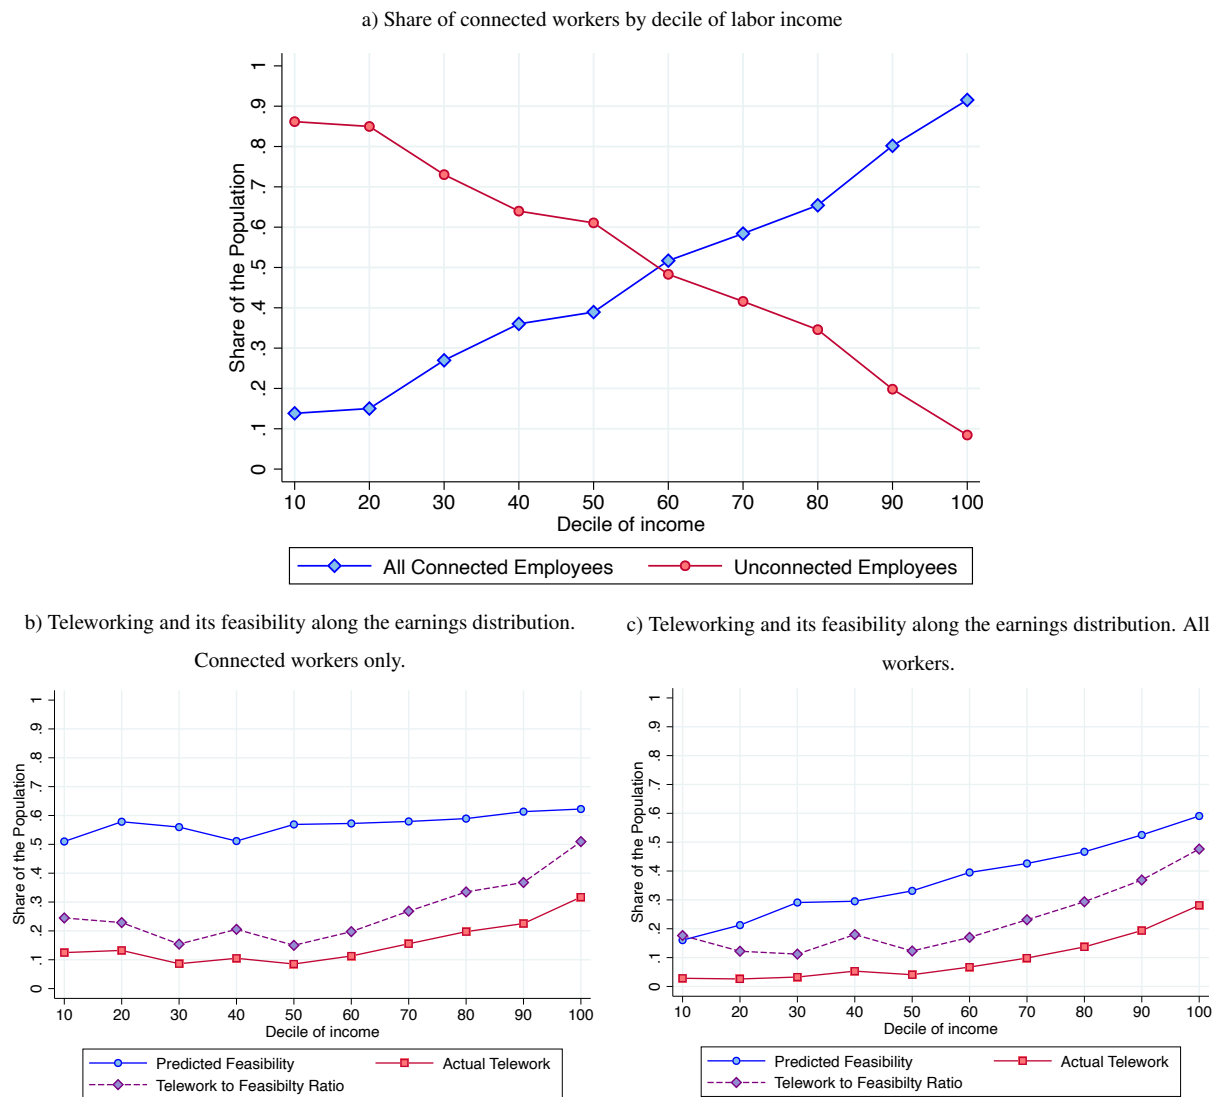 a) Share of connected workers by decile of labor income
1
.9
.8
.7
.6
.5
.4
.3
.2
.1
0
Share of the Population
10 20 30 40 50 60 70 80 90 100
Decile of income
All Connected Employees Unconnected Employees
b) Teleworking and its feasibility along the earnings distribution.
Connected workers only.
1
.9
.8
.7
.6
.5
.4
.3
.2
.1
0
Share of the Population
10 20 30 40 50 60 70 80 90 100
Decile of income
Predicted Feasibility Actual Telework
Telework to Feasibilty Ratio
c) Teleworking and its feasibility along the earnings distribution. All
workers.
1
.9
.8
.7
.6
.5
.4
.3
.2
.1
0
Share of the Population
10 20 30 40 50 60 70 80 90 100
Decile of income
Predicted Feasibility Actual Telework
Telework to Feasibilty Ratio